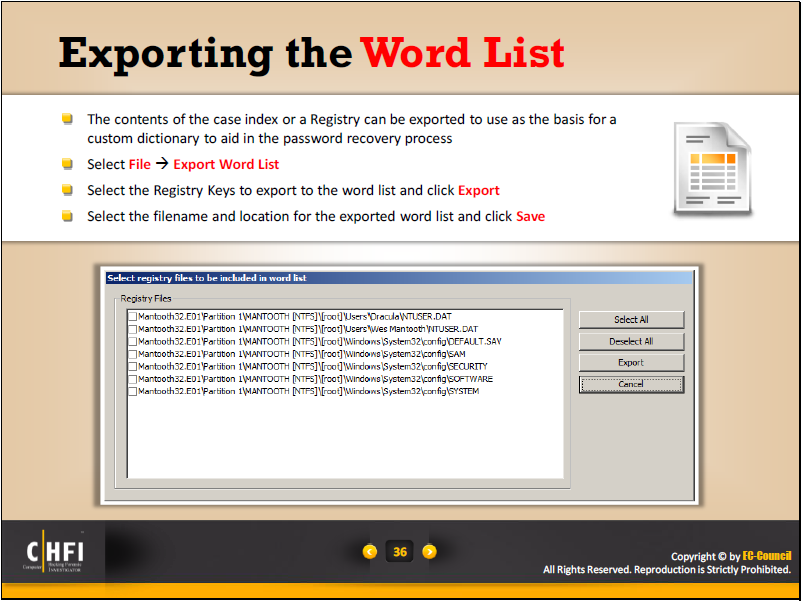 Exporting the Word List
The contents of the case index or a Registry can be exported to use as the basis for a
custom dictionary to aid in the password recovery process
Select File → Export Word List
Select the Registry Keys to export to the word list and click Export
Select the filename and location for the exported word list and click Save
Select registry files to be included in word list
Registry Files
Mantooth32.E01\Partition 1\MANTOOTH [NTFS]\[root]\Users\Dracula\NTUSER.DAT
Mantooth32.E01\Partition 1\MANTOOTH [NTFS]\[root]\Users\Wes Mantooth\NTUSER.DAT
Mantooth32.E01\Partition 1\MANTOOTH [NTFS]\[root]\Windows\System32\config\DEFAULT.SAV
Mantooth32.E01\Partition 1\MANTOOTH [NTFS]\[root]\Windows\System32\config\SAM
Mantooth32.E01\Partition 1\MANTOOTH [NTFS]\[root]\Windows\System32\config\SECURITY
Mantooth32.E01\Partition 1\MANTOOTH [NTFS]\[root]\Windows\System32\config\SOFTWARE
Mantooth32.E01\Partition 1\MANTOOTH [NTFS]\[root]\Windows\System32\config\SYSTEM
Select All
Deselect All
Export
Cancel
CHFI
Computer Hacking Forensic
INVESTIGATOR
36
Copyright © by EC-Council
All Rights Reserved. Reproduction is Strictly Prohibited.